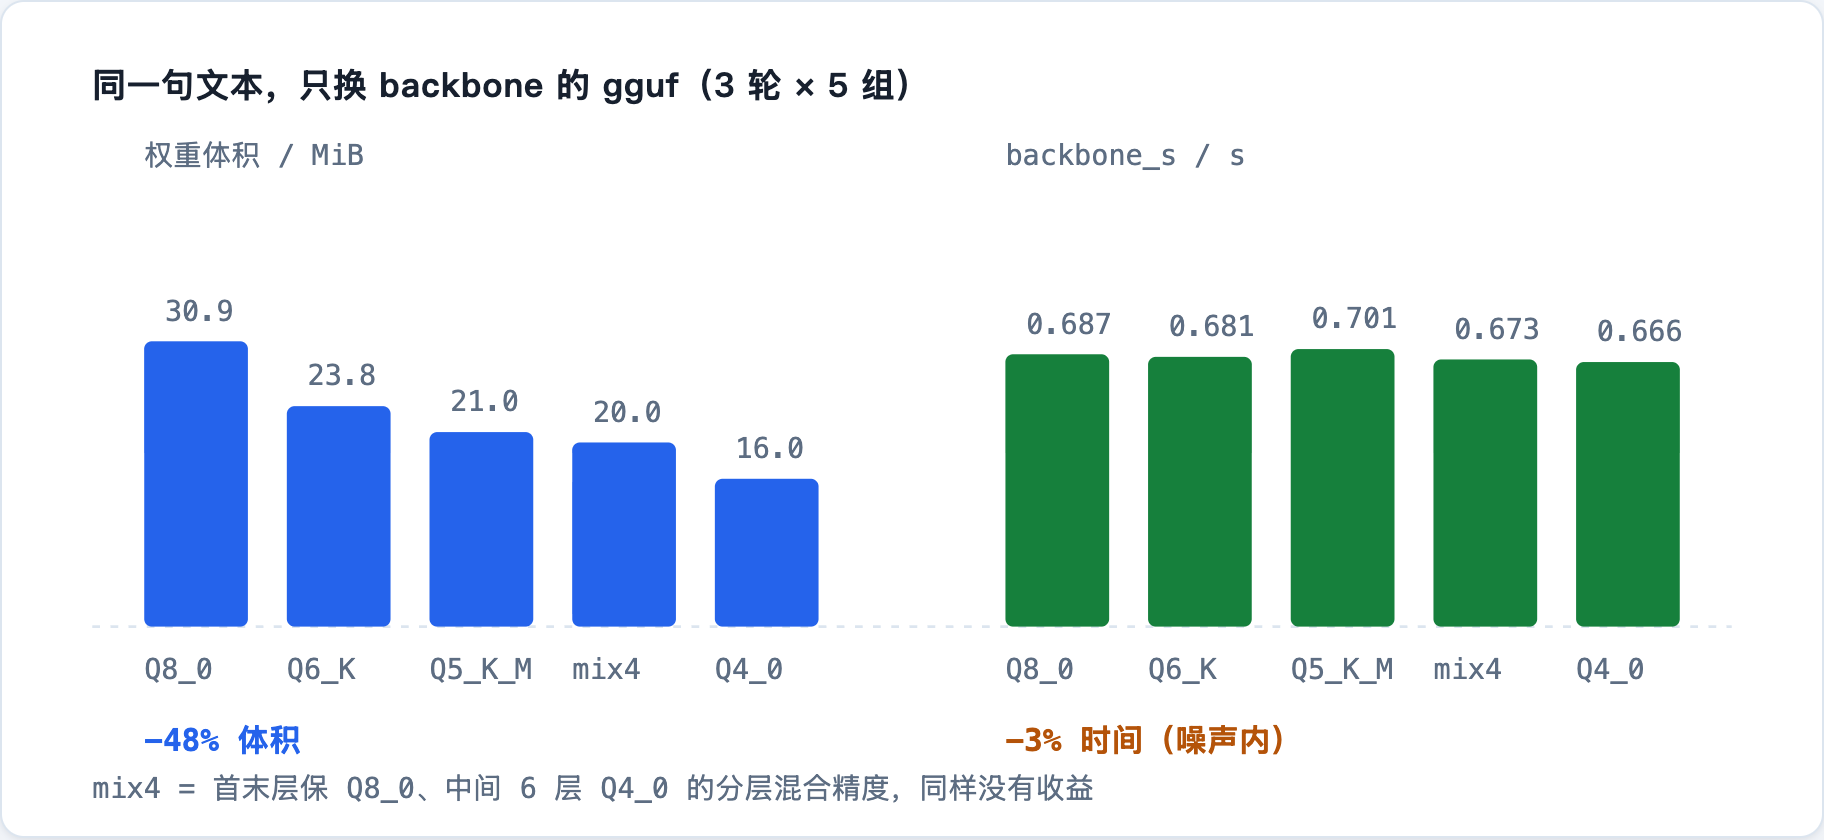 同一句文本，只换 backbone 的 gguf（3 轮 × 5 组）
权重体积 / MiB
30.9
23.8
21.0
20.0
16.0
Q8_0
Q6_K
Q5_K_M
mix4
Q4_0
−48% 体积
backbone_s / s
0.687
0.681
0.701
0.673
0.666
Q8_0
Q6_K
Q5_K_M
mix4
Q4_0
−3% 时间（噪声内）
mix4 = 首末层保 Q8_0、中间 6 层 Q4_0 的分层混合精度，同样没有收益